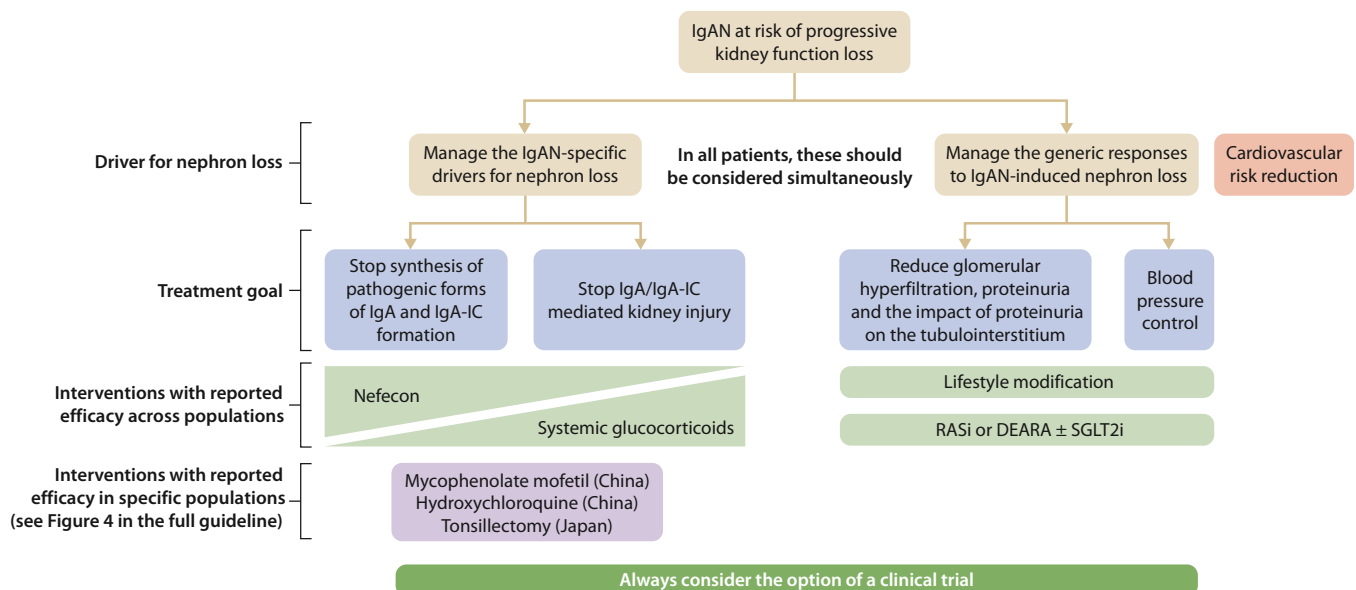 IgAN at risk of progressive
kidney function loss
Driver for nephron loss
Manage the IgAN-specific
drivers for nephron loss
In all patients, these should
be considered simultaneously
Manage the generic responses
to IgAN-induced nephron loss
Cardiovascular
risk reduction
Treatment goal
Stop synthesis of
pathogenic forms
of IgA and IgA-IC
formation
Stop IgA/IgA-IC
mediated kidney injury
Reduce glomerular
hyperfiltration, proteinuria
and the impact of proteinuria
on the tubulointerstitium
Blood
pressure
control
Interventions with reported
efficacy across populations
Nefecon
Systemic glucocorticoids
Lifestyle modification
RASi or DEARA ± SGLT2i
Interventions with reported
efficacy in specific populations
(see Figure 4 in the full guideline)
Mycophenolate mofetil (China)
Hydroxychloroquine (China)
Tonsillectomy (Japan)
Always consider the option of a clinical trial